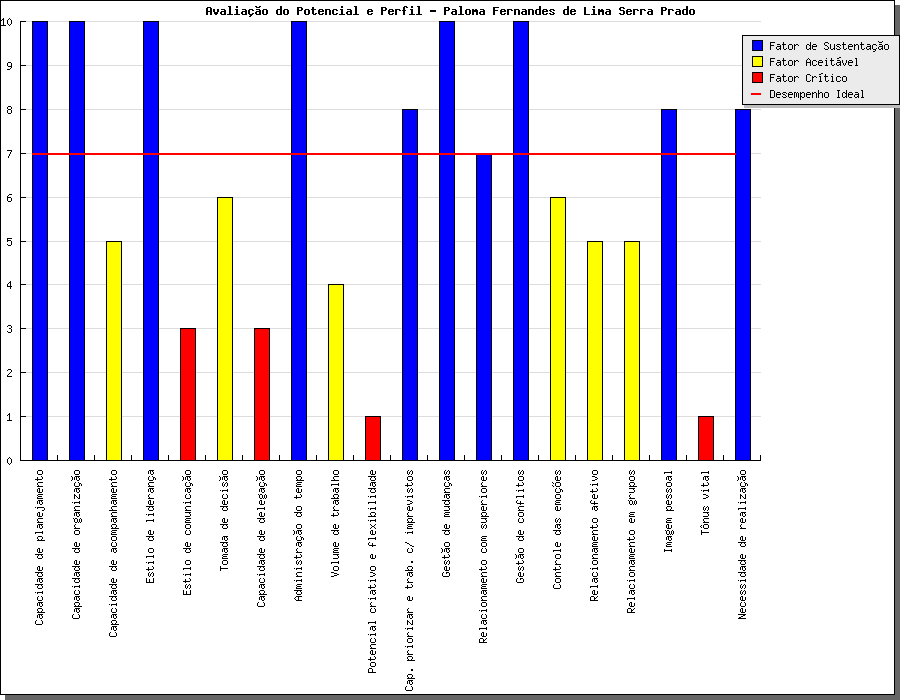 Avaliação do Potencial e Perfil - Paloma Fernandes de Lima Serra Prado
Fator de Sustentação
Fator Aceitável
Fator Crítico
Desempenho Ideal
10
9
8
7
6
5
4
3
2
1
0
Capacidade de planejamento
Capacidade de organização
Capacidade de acompanhamento
Estilo de liderança
Estilo de comunicação
Tomada de decisão
Capacidade de delegação
Administração do tempo
Volume de trabalho
Potencial criativo e flexibilidade
Cap. priorizar e trab. c/ imprevistos
Gestão de mudanças
Relacionamento com superiores
Gestão de conflitos
Controle das emoções
Relacionamento afetivo
Relacionamento em grupos
Imagem pessoal
Tônus vital
Necessidade de realização